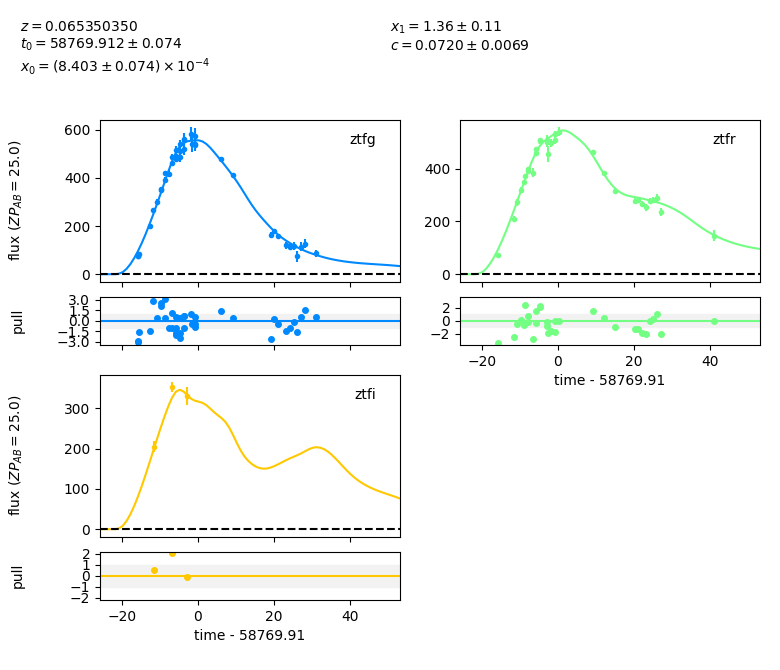 z = 0.065350350
t₀ = 58769.912 ± 0.074
x₀ = (8.403 ± 0.074) × 10⁻⁴
x₁ = 1.36 ± 0.11
c = 0.0720 ± 0.0069
flux (ZP_AB = 25.0)
600
400
200
0
ztfg
400
200
0
ztfr
pull
3.0
1.5
0.0
−1.5
−3.0
2
0
−2
−20
0
20
40
time - 58769.91
flux (ZP_AB = 25.0)
300
200
100
0
ztfi
pull
2
1
0
−1
−2
−20
0
20
40
time - 58769.91